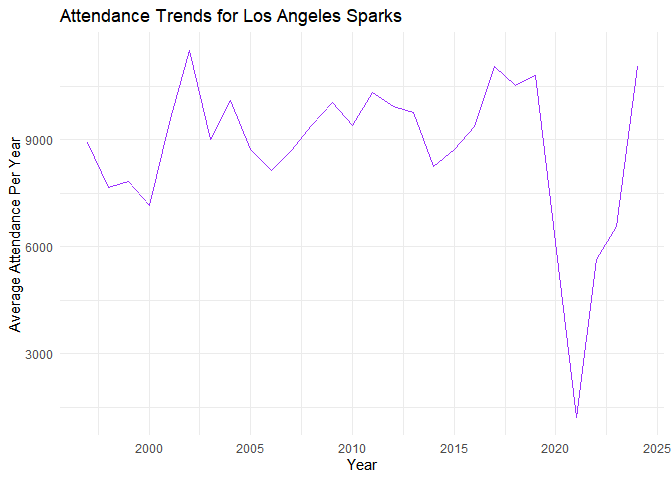 Attendance Trends for Los Angeles Sparks
Average Attendance Per Year
9000
6000
3000
2000 2005 2010 2015 2020 2025
Year